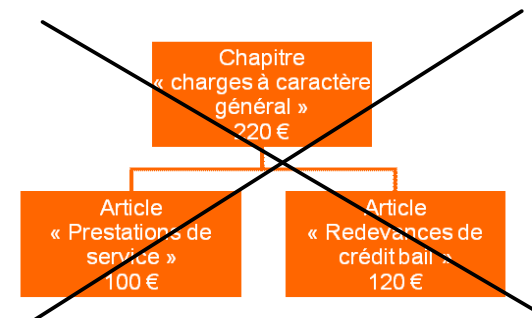 Chapitre
« charges à caractère
général »
220 €
Article
« Prestations de
service »
100 €
Article
« Redevances de
crédit bail »
120 €